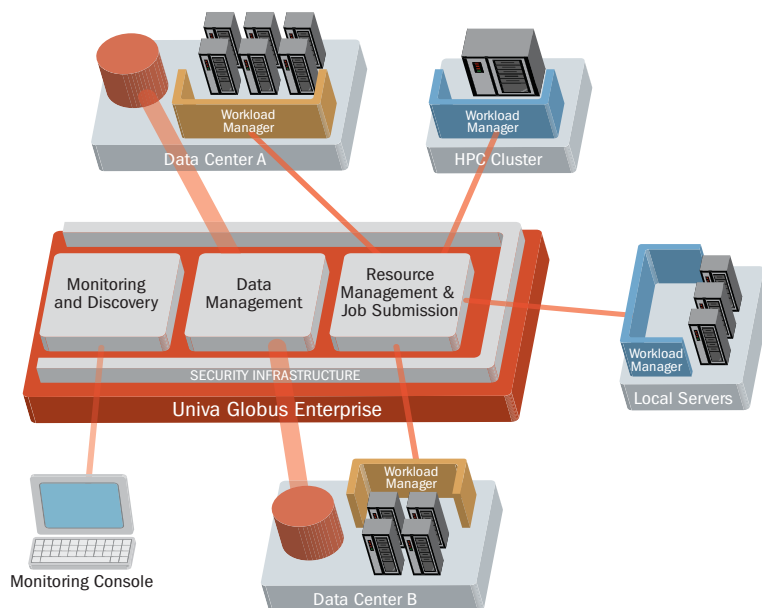 Workload
Manager
Data Center A
Workload
Manager
HPC Cluster
Monitoring
and Discovery
Data
Management
Resource
Management &
Job Submission
Workload
Manager
Local Servers
SECURITY INFRASTRUCTURE
Univa Globus Enterprise
Workload
Manager
Monitoring Console
Data Center B